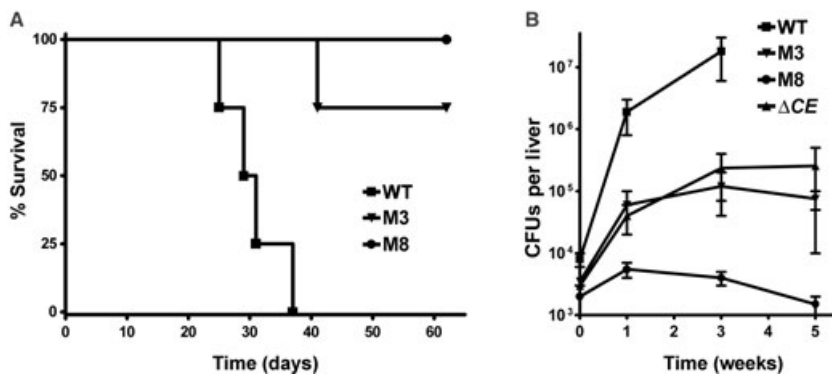 A
% Survival
100
75
50
25
0
0 10 20 30 40 50 60
Time (days)
WT
M3
M8
B
CFUs per liver
10⁷
10⁶
10⁵
10⁴
10³
0 1 2 3 4 5
Time (weeks)
WT
M3
M8
ΔCE